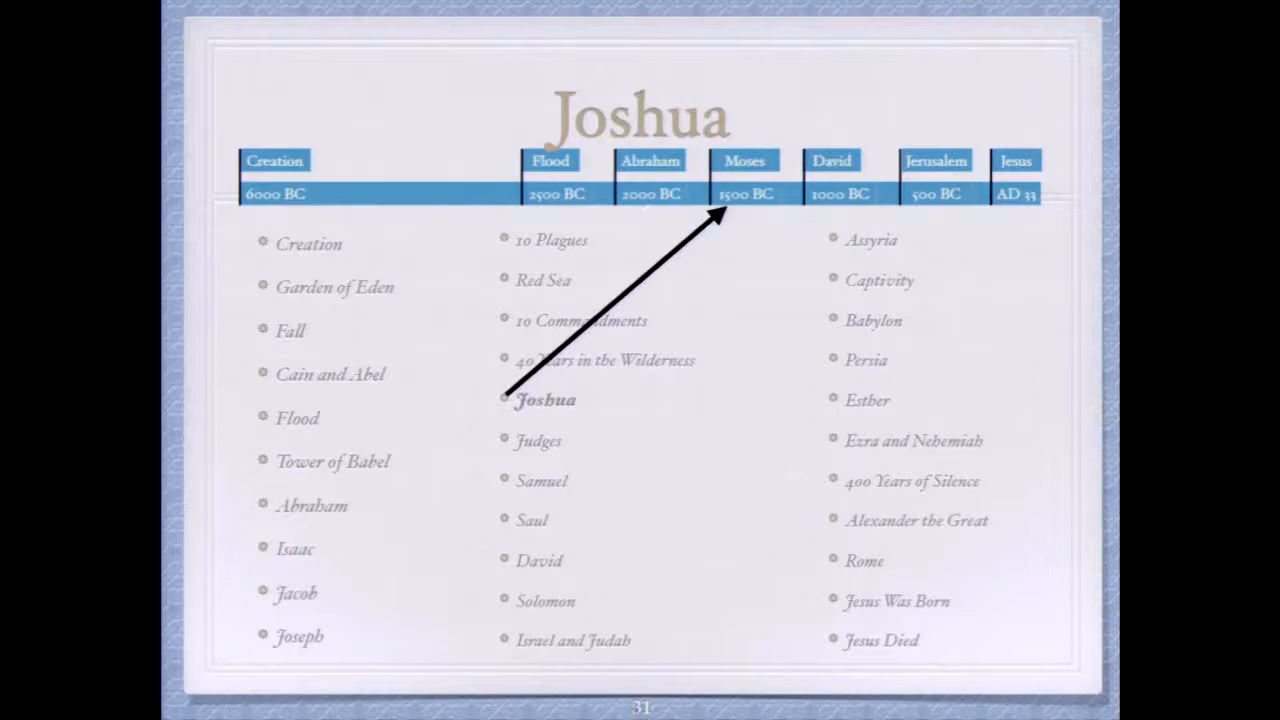 Joshua
Creation Flood Abraham Moses David Jerusalem Jesus
6000 BC 2500 BC 2000 BC 1500 BC 1000 BC 500 BC AD 33
Creation
Garden of Eden
Fall
Cain and Abel
Flood
Tower of Babel
Abraham
Isaac
Jacob
Joseph
10 Plagues
Red Sea
10 Commandments
40 Years in the Wilderness
Joshua
Judges
Samuel
Saul
David
Solomon
Israel and Judah
Assyria
Captivity
Babylon
Persia
Esther
Ezra and Nehemiah
400 Years of Silence
Alexander the Great
Rome
Jesus Was Born
Jesus Died
31